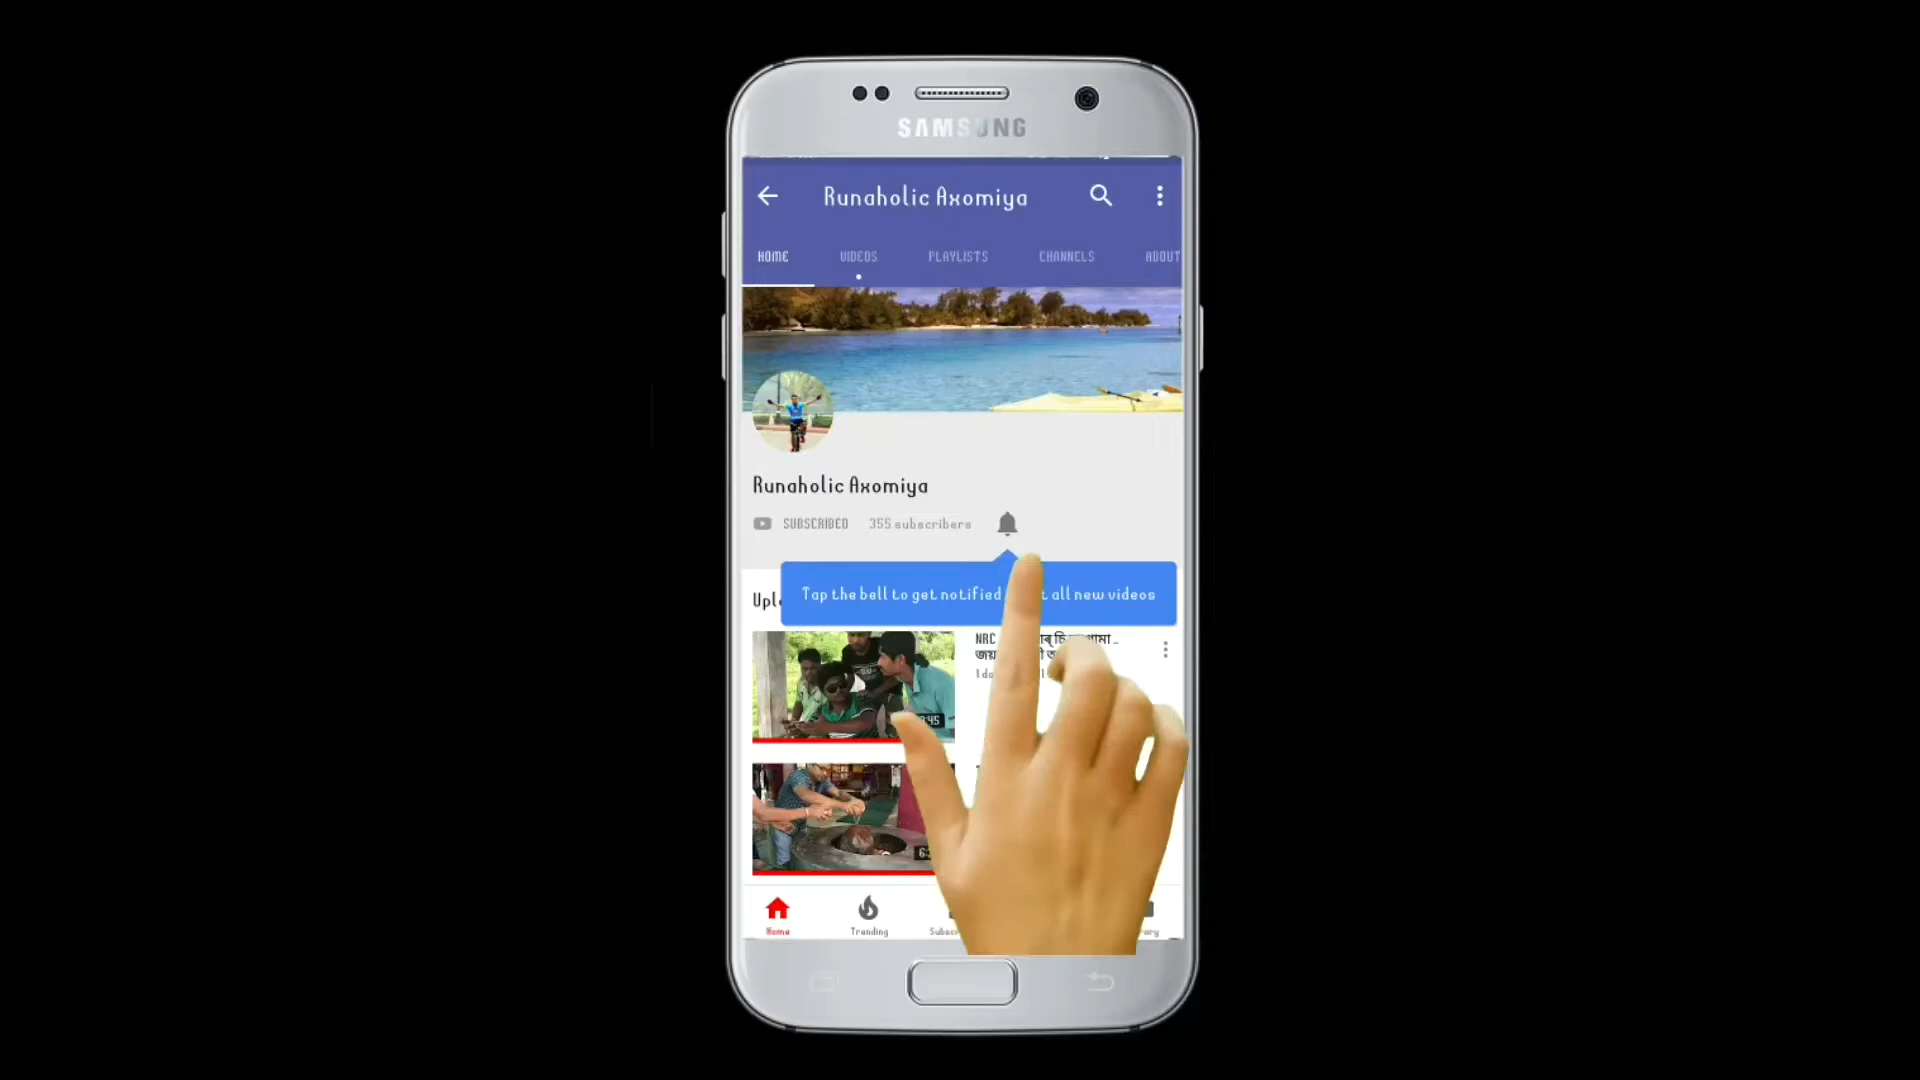 SAMSUNG
Runaholic Axomiya
HOME VIDEOS PLAYLISTS CHANNELS ABOUT
Runaholic Axomiya
SUBSCRIBED 355 subscribers
Tap the bell to get notified all new videos
NRC
Home Trending